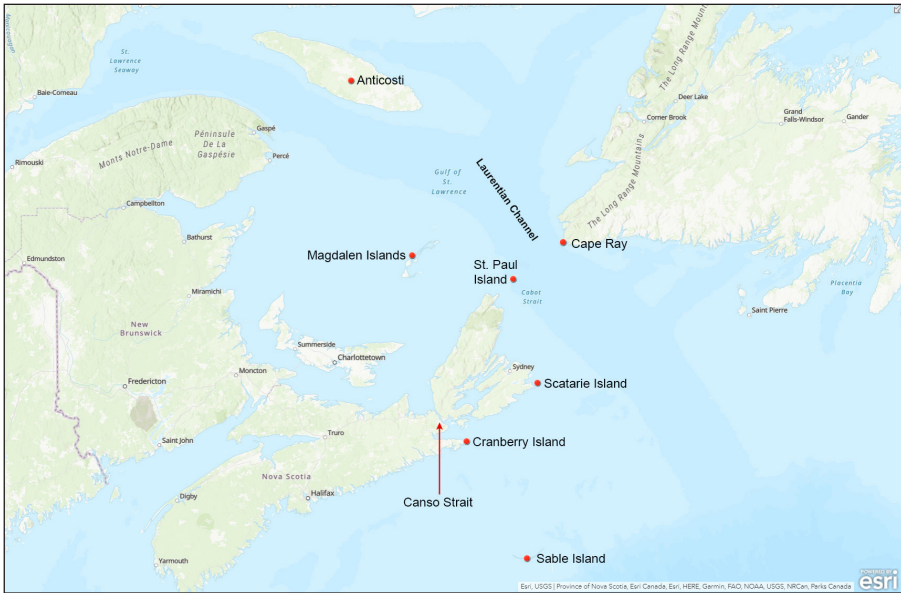 Manicouagan
St.
Lawrence
Seaway
Baie-Comeau
Anticosti
The Long Range Mount
Deer Lake
Corner Brook
Grand
Falls-Windsor
Gander
Gaspé
Péninsule
De La
Gaspésie
Monts Notre-Dame
Percé
Rimouski
Gulf of
St.
Lawrence
Laurentian Channel
The Long Range Mountains
Campbellton
Bathurst
Edmundston
Magdalen Islands
Cape Ray
St. Paul
Island
Cabot
Strait
Placentia
Bay
Saint Pierre
Miramichi
New
Brunswick
Summerside
Charlottetown
Sydney
Moncton
Fredericton
Scatarie Island
Truro
Saint John
Cranberry Island
Nova Scotia
Canso Strait
Digby
Halifax
Yarmouth
Sable Island
Esri, USGS | Province of Nova Scotia, Esri Canada, Esri, HERE, Garmin, FAO, NOAA, USGS, NRCan, Parks Canada
POWERED BY
esri